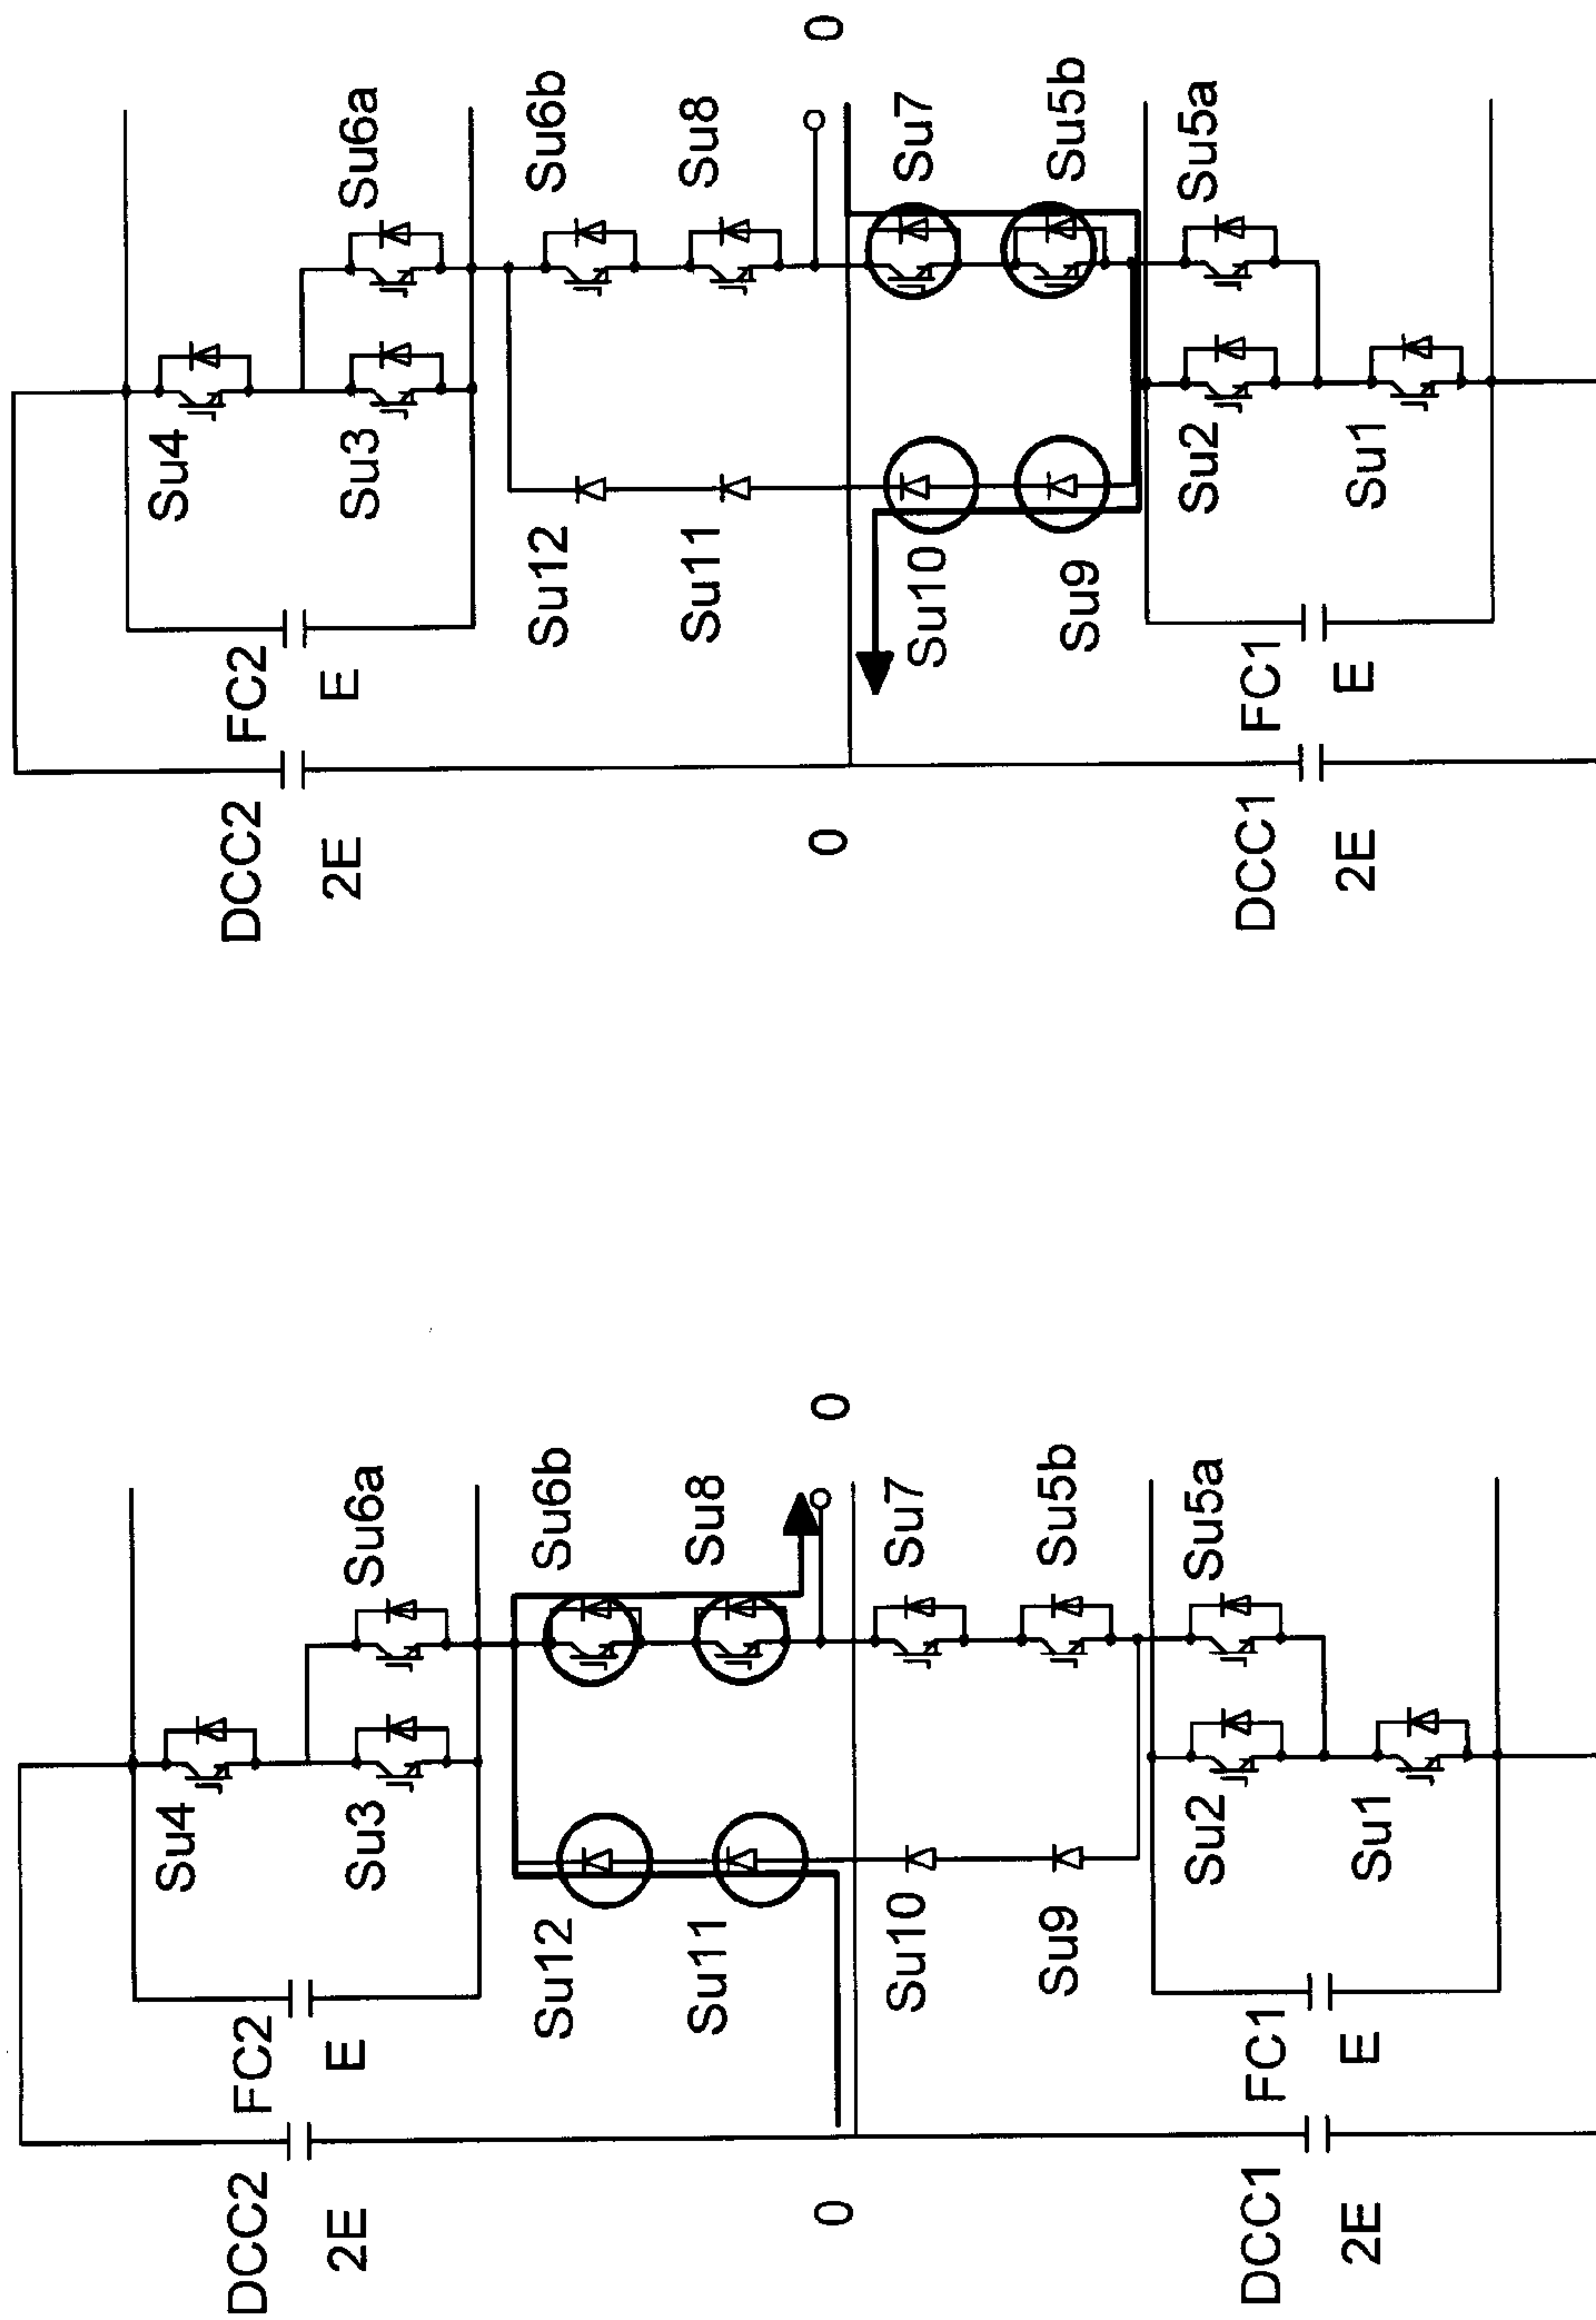 Su4
DCC2
FC2
2E
E
Su3
Su6a
Su12
Su6b
Su11
Su8
0
0
Su10
Su7
Su9
Su5b
Su2
Su5a
DCC1
FC1
2E
E
Su1
Su4
DCC2
FC2
2E
E
Su3
Su6a
Su12
Su6b
Su11
Su8
0
0
Su10
Su7
Su9
Su5b
Su2
Su5a
DCC1
FC1
2E
E
Su1